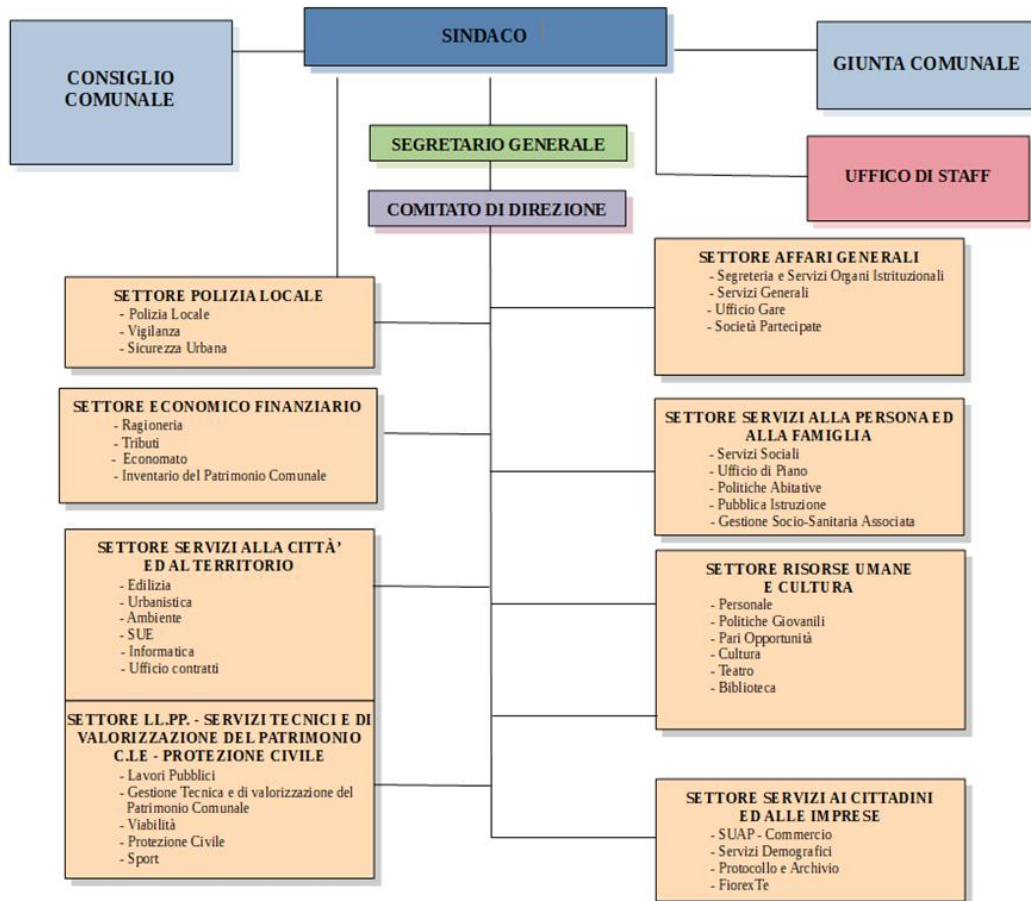 SINDACO
CONSIGLIO
COMUNALE
GIUNTA COMUNALE
SEGRETARIO GENERALE
UFFICO DI STAFF
COMITATO DI DIREZIONE
SETTORE POLIZIA LOCALE
- Polizia Locale
- Vigilanza
- Sicurezza Urbana
SETTORE ECONOMICO FINANZIARIO
- Ragioneria
- Tributi
- Economato
- Inventario del Patrimonio Comunale
SETTORE SERVIZI ALLA CITTÀ'
ED AL TERRITORIO
- Edilizia
- Urbanistica
- Ambiente
- SUE
- Informatica
- Ufficio contratti
SETTORE LL.PP. - SERVIZI TECNICI E DI
VALORIZZAZIONE DEL PATRIMONIO
C.LE - PROTEZIONE CIVILE
- Lavori Pubblici
- Gestione Tecnica e di valorizzazione del
Patrimonio Comunale
- Viabilità
- Protezione Civile
- Sport
SETTORE AFFARI GENERALI
- Segreteria e Servizi Organi Istrituzionali
- Servizi Generali
- Ufficio Gare
- Società Partecipate
SETTORE SERVIZI ALLA PERSONA ED
ALLA FAMIGLIA
- Servizi Sociali
- Ufficio di Piano
- Politiche Abitative
- Pubblica Istruzione
- Gestione Socio-Sanitaria Associata
SETTORE RISORSE UMANE
E CULTURA
- Personale
- Politiche Giovanili
- Pari Opportunità
- Cultura
- Teatro
- Biblioteca
SETTORE SERVIZI AI CITTADINI
ED ALLE IMPRESE
- SUAP - Commercio
- Servizi Demografici
- Protocollo e Archivio
- FiorexTe